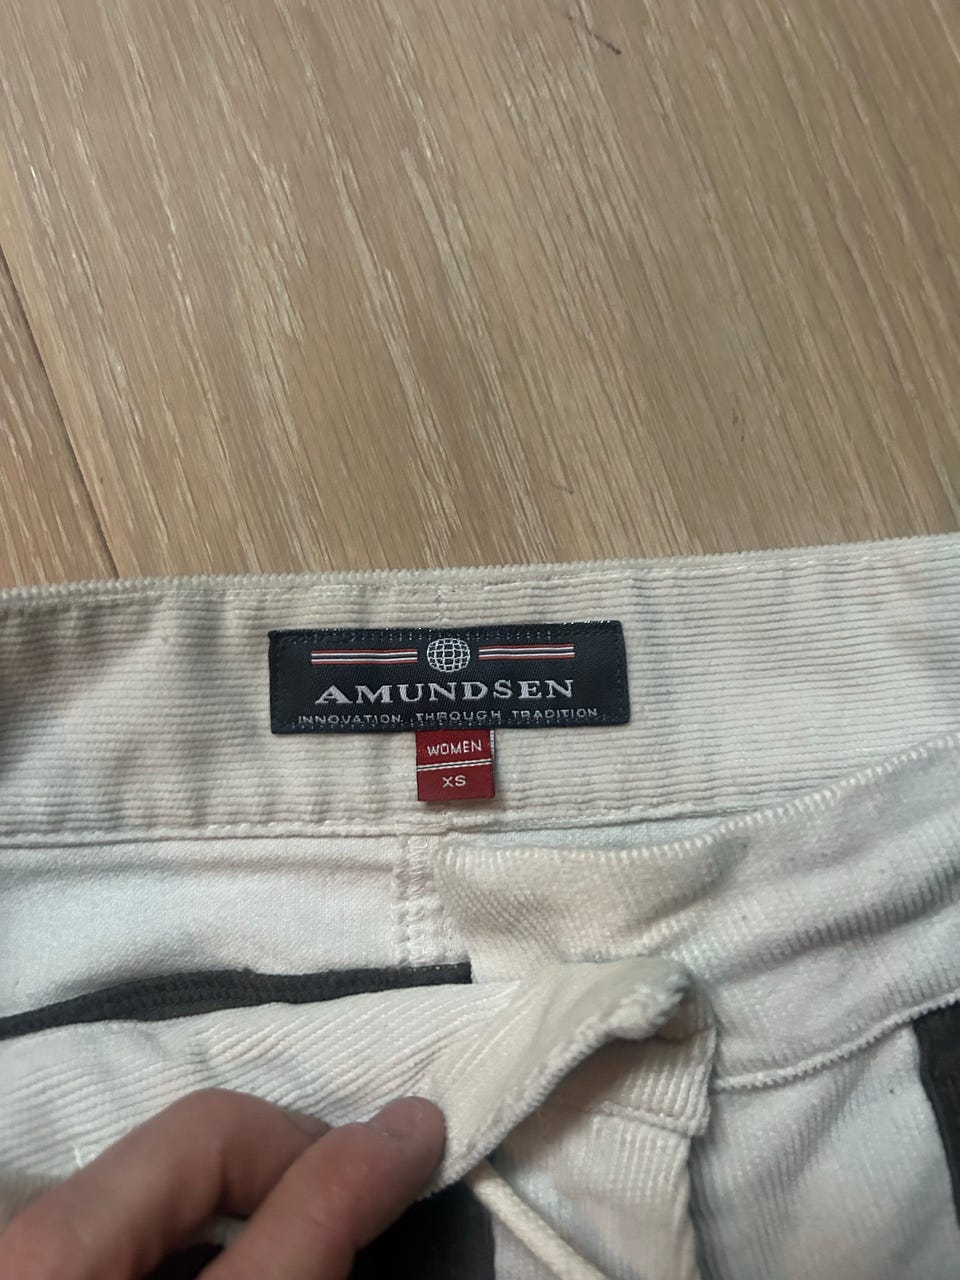 AMUNDSEN
INNOVATION THROUGH TRADITION
WOMEN
XS